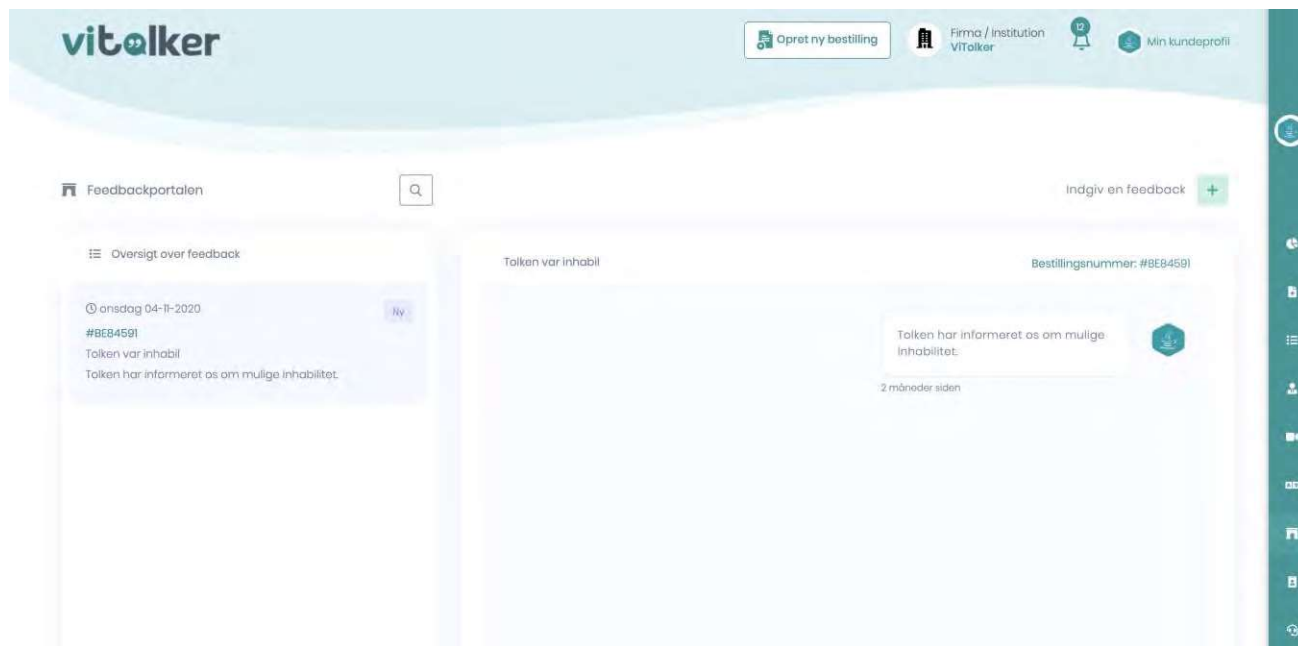 vitolker
Opret ny bestilling
Firma / Institution
ViTolker
12
Min kundeprofil
Feedbackportalen
Indgiv en feedback +
Oversigt over feedback
onsdag 04-11-2020
Ny
#BE84591
Tolken var inhabil
Tolken har informeret os om mulige inhabilitet.
Tolken var inhabil
Bestillingsnummer: #BE84591
Tolken har informeret os om mulige
inhabilitet.
2 måneder siden